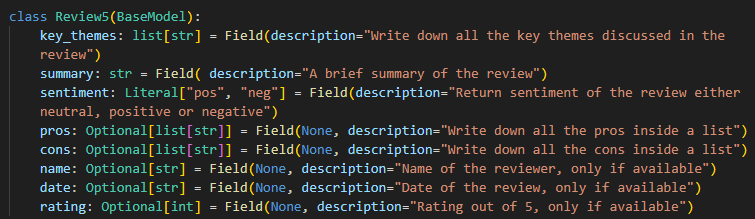 class Review5(BaseModel):
    key_themes: list[str] = Field(description="Write down all the key themes discussed in the
    review")
    summary: str = Field( description="A brief summary of the review")
    sentiment: Literal["pos", "neg"] = Field(description="Return sentiment of the review either
    neutral, positive or negative")
    pros: Optional[list[str]] = Field(None, description="Write down all the pros inside a list")
    cons: Optional[list[str]] = Field(None, description="Write down all the cons inside a list")
    name: Optional[str] = Field(None, description="Name of the reviewer, only if available")
    date: Optional[str] = Field(None, description="Date of the review, only if available")
    rating: Optional[int] = Field(None, description="Rating out of 5, only if available")